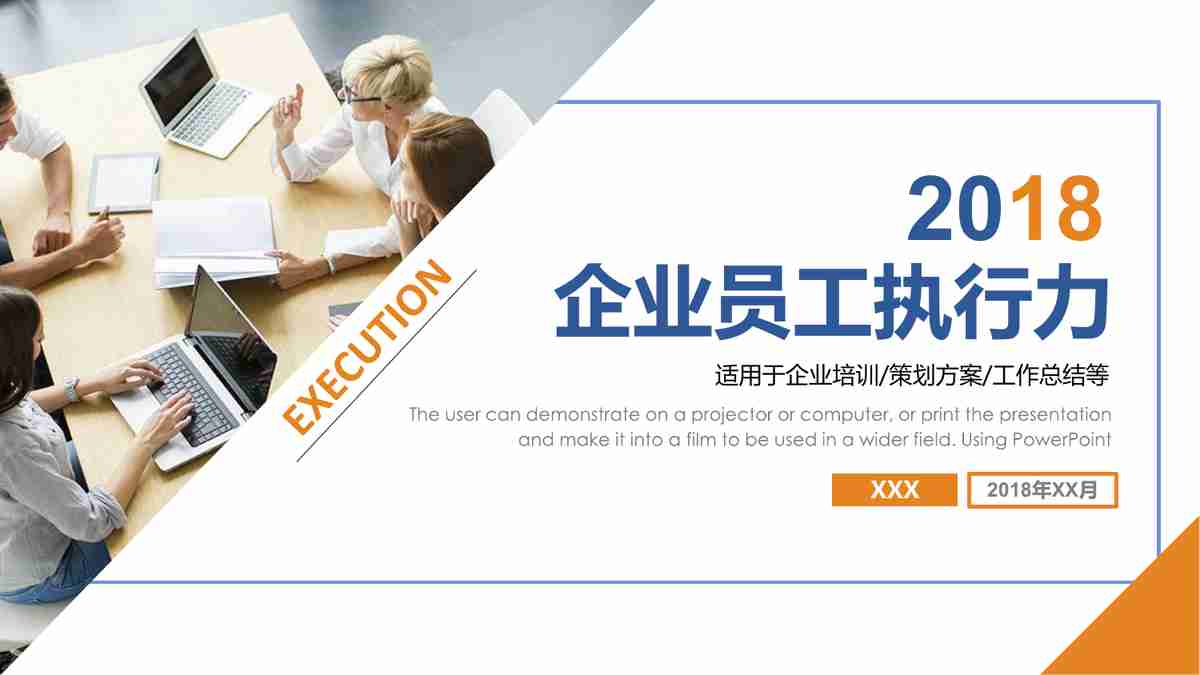 2018
企业员工执行力
EXECUTION
适用于企业培训/策划方案/工作总结等
The user can demonstrate on a projector or computer, or print the presentation
and make it into a film to be used in a wider field. Using PowerPoint
XXX
2018年XX月